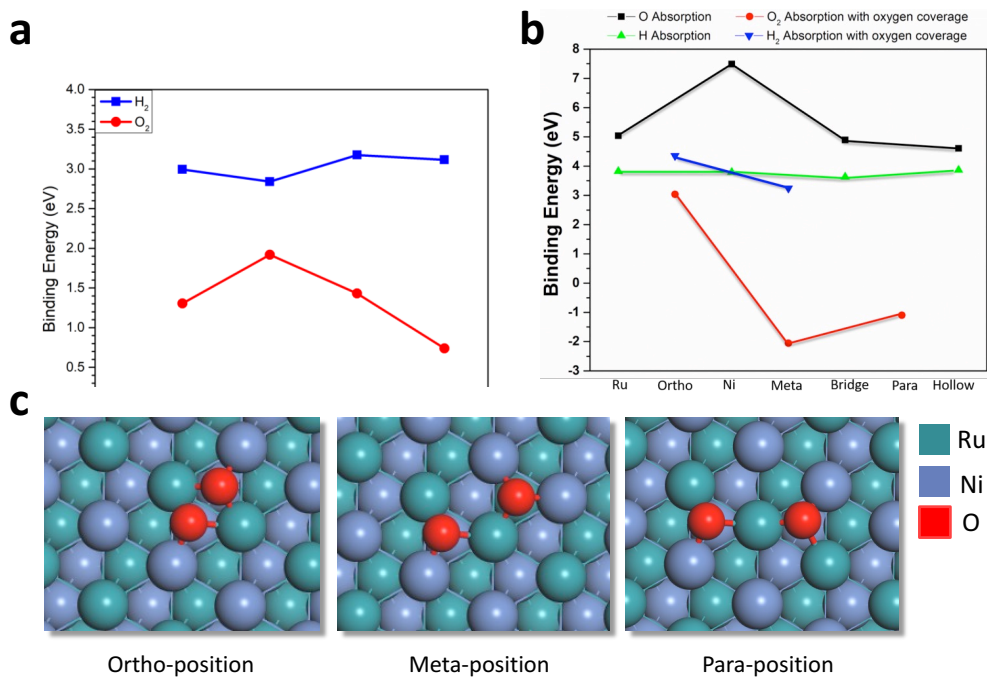 a
Binding Energy (eV)
4.0
3.5
3.0
2.5
2.0
1.5
1.0
0.5
H₂
O₂
b
O Absorption
H Absorption
O₂ Absorption with oxygen coverage
H₂ Absorption with oxygen coverage
Binding Energy (eV)
8
7
6
5
4
3
2
1
0
-1
-2
-3
Ru Ortho Ni Meta Bridge Para Hollow
c
Ru
Ni
O
Ortho-position Meta-position Para-position